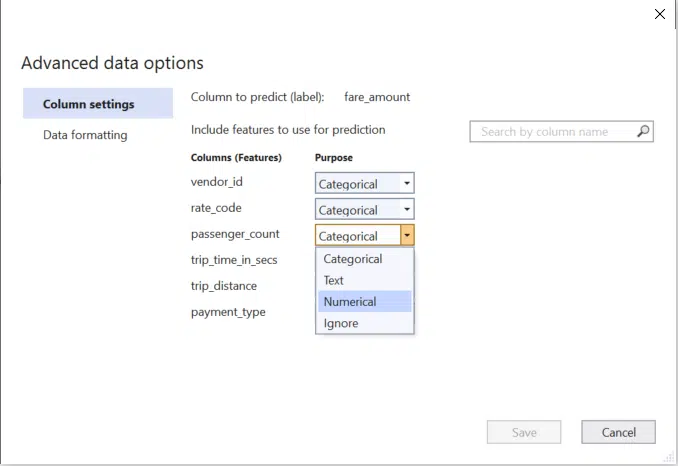 Advanced data options
Column settings
Data formatting
Column to predict (label): fare_amount
Include features to use for prediction
Search by column name
Columns (Features) Purpose
vendor_id Categorical
rate_code Categorical
passenger_count Categorical
trip_time_in_secs
trip_distance
payment_type
Categorical
Text
Numerical
Ignore
Save Cancel